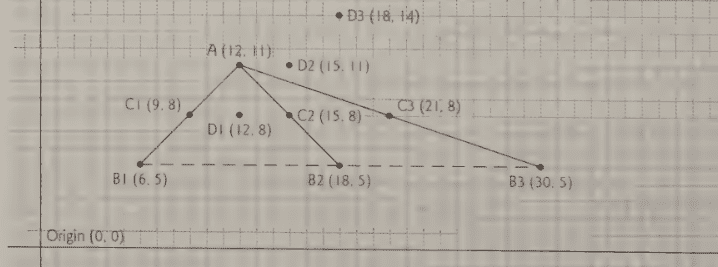 D3 (18, 14)
A (12, 11)
D2 (15, 11)
C1 (9, 8)
D1 (12, 8)
C2 (15, 8)
C3 (21, 8)
B1 (6, 5)
B2 (18, 5)
B3 (30, 5)
Origin (0, 0)